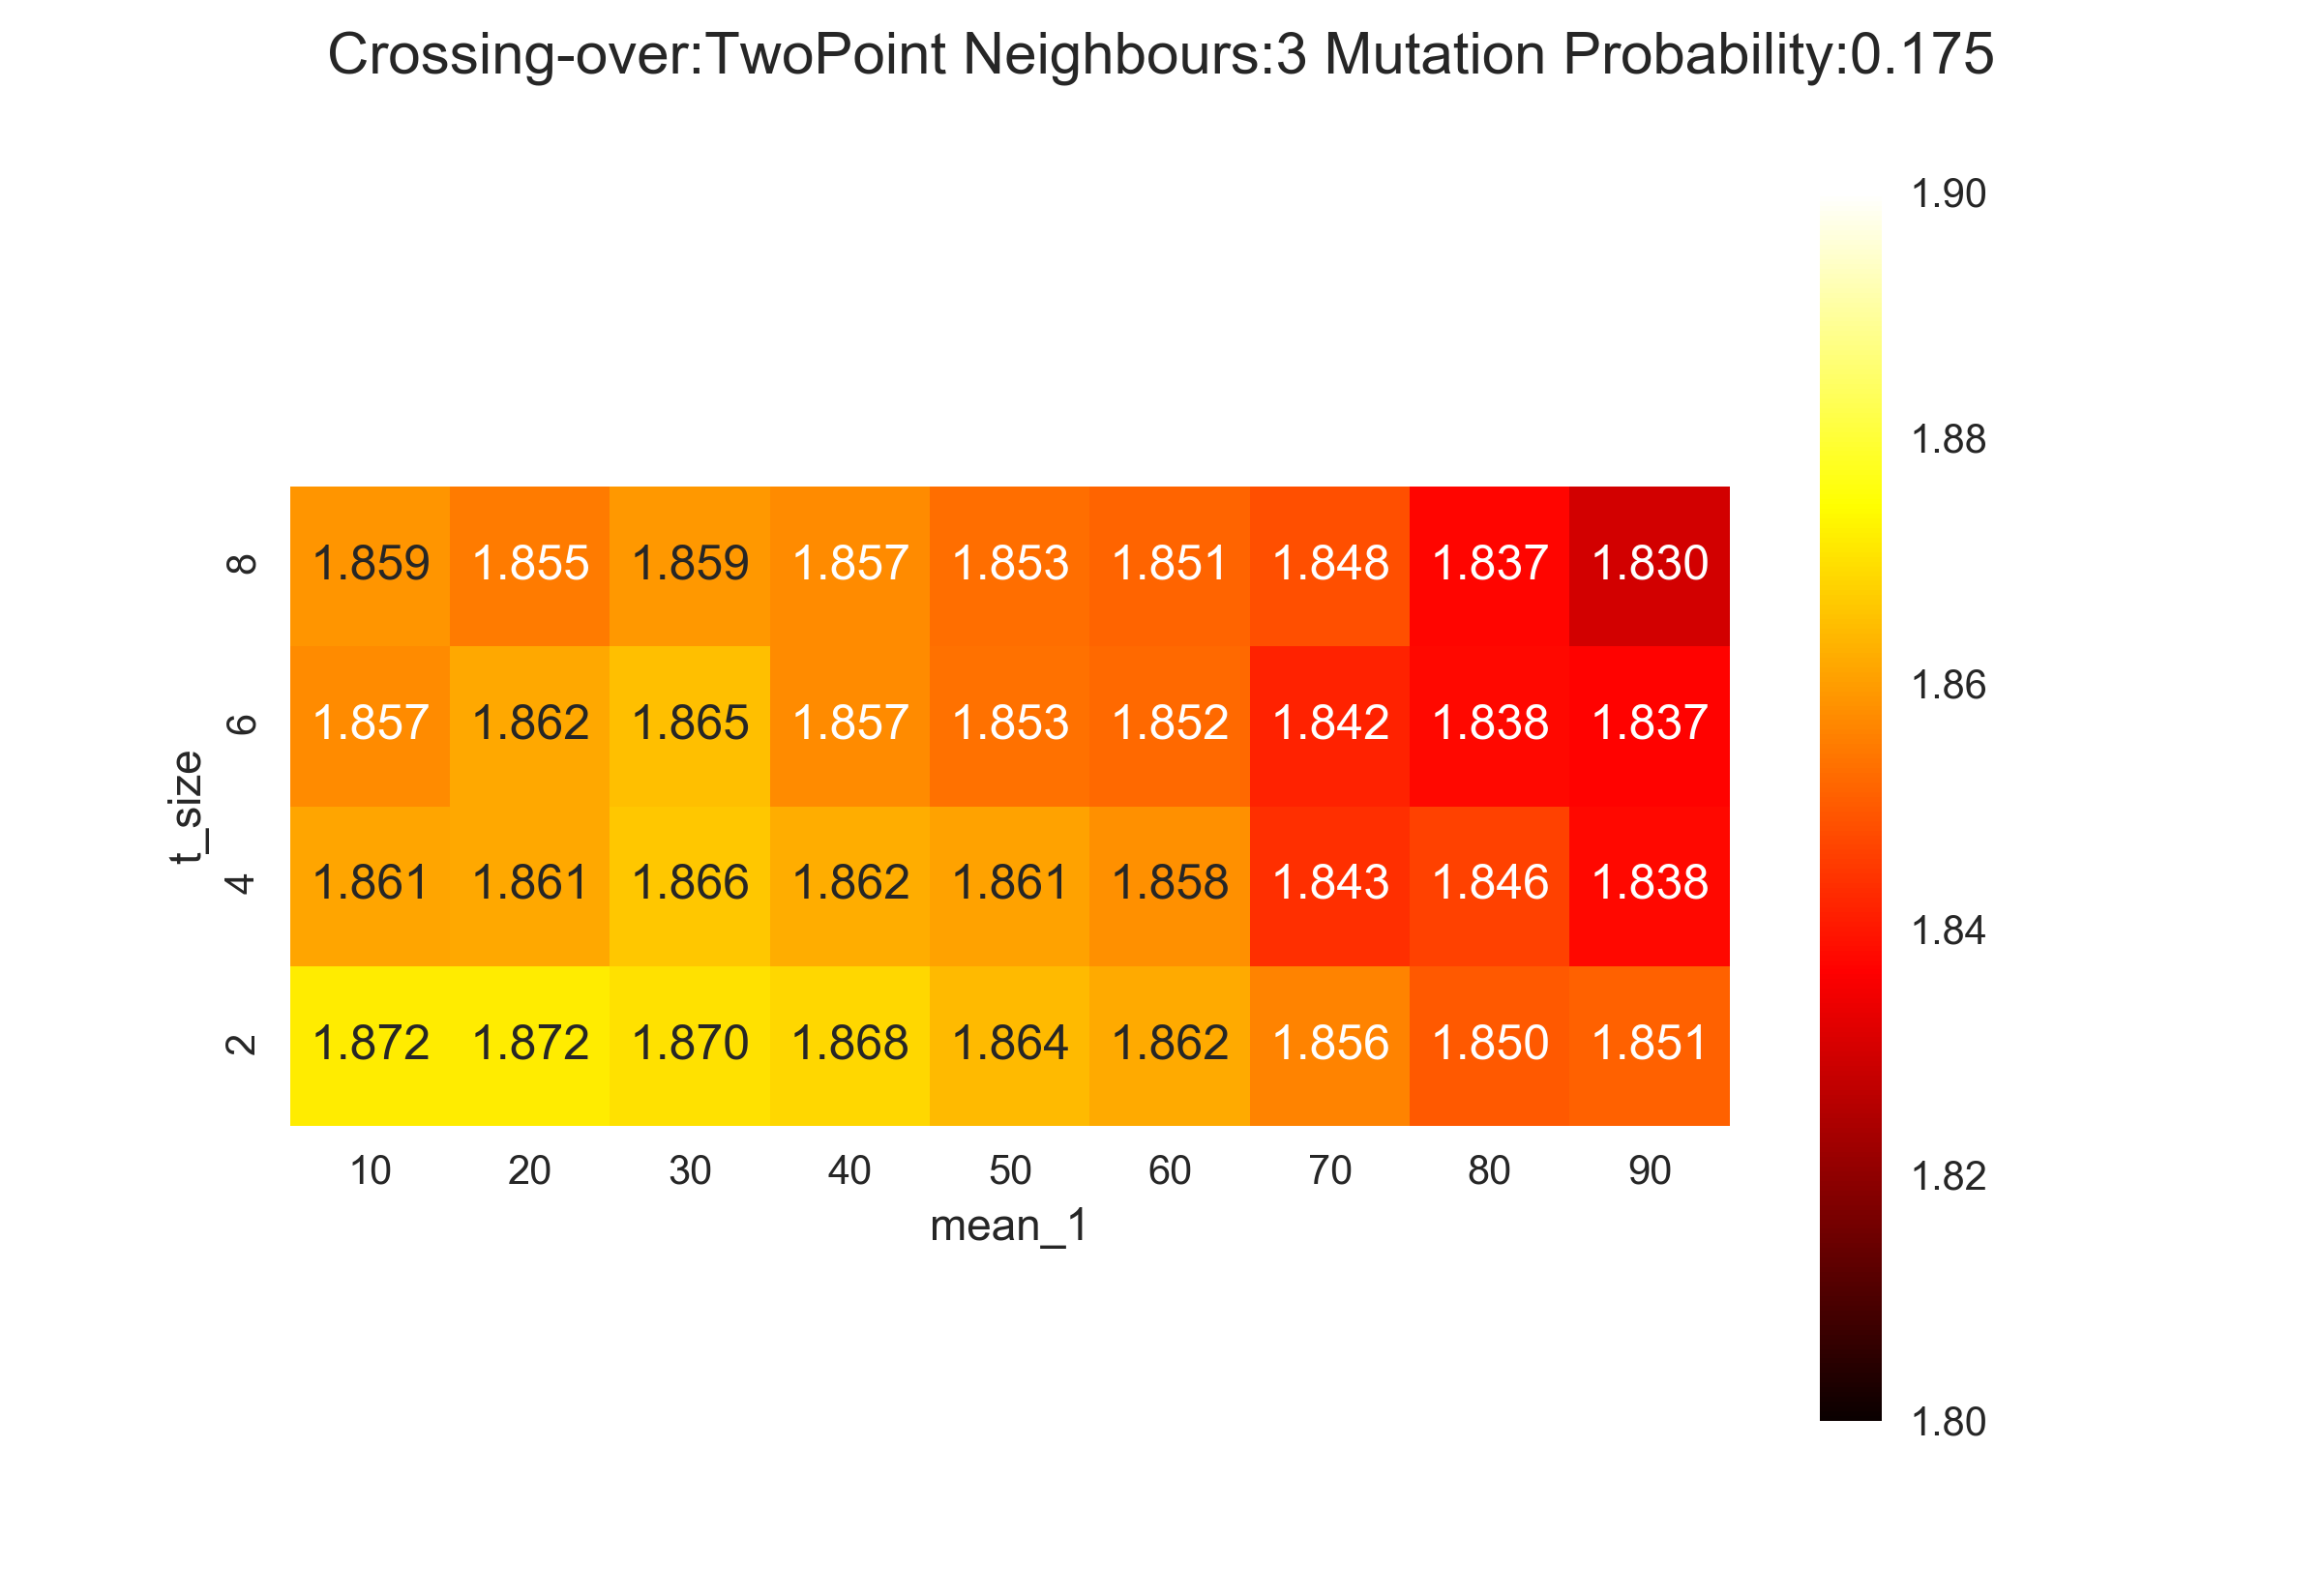 Crossing-over:TwoPoint Neighbours:3 Mutation Probability:0.175
1.90
1.88
1.86
1.84
1.82
1.80
t_size
8 1.859 1.855 1.859 1.857 1.853 1.851 1.848 1.837 1.830
6 1.857 1.862 1.865 1.857 1.853 1.852 1.842 1.838 1.837
4 1.861 1.861 1.866 1.862 1.861 1.858 1.843 1.846 1.838
2 1.872 1.872 1.870 1.868 1.864 1.862 1.856 1.850 1.851
10 20 30 40 50 60 70 80 90
mean_1